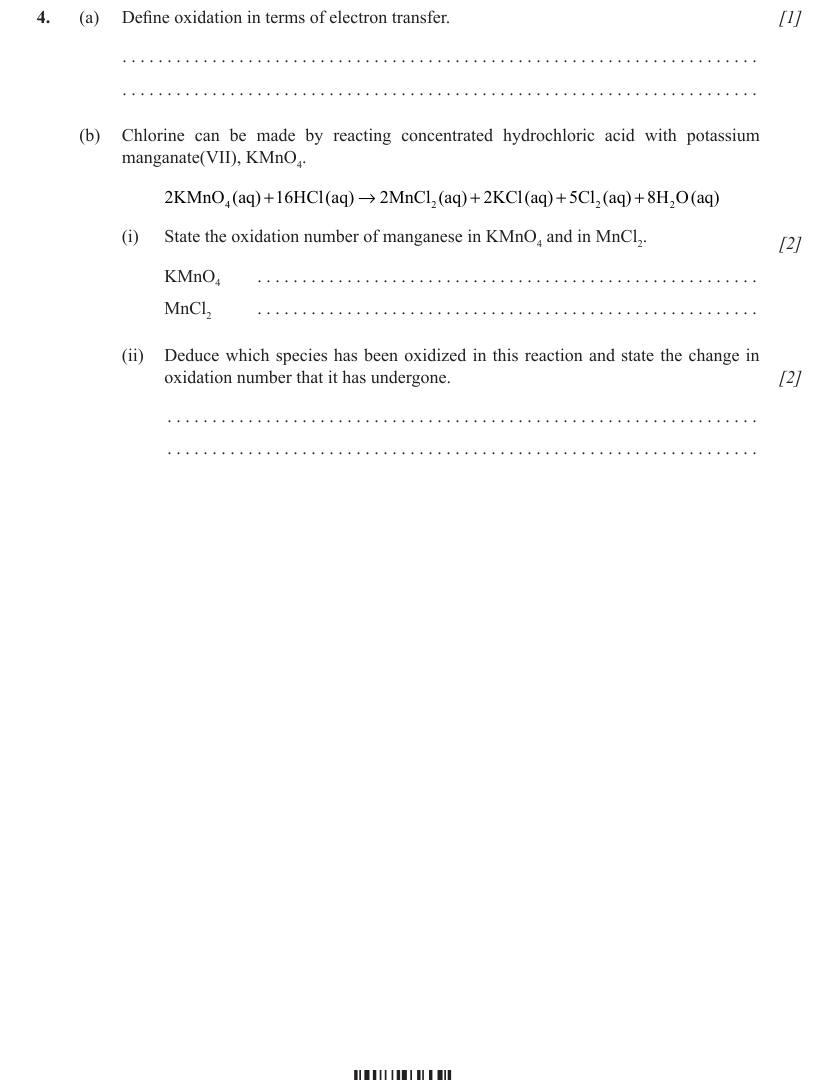 4. (a) Define oxidation in terms of electron transfer. [1]
. . . . . . . . . . . . . . . . . . . . . . . . . . . . . . . . . . . . . . . . . . . . . . . . . . . . . . . . . . . . . . . . . . . . . .
. . . . . . . . . . . . . . . . . . . . . . . . . . . . . . . . . . . . . . . . . . . . . . . . . . . . . . . . . . . . . . . . . . . . . .
(b) Chlorine can be made by reacting concentrated hydrochloric acid with potassium
manganate(VII), KMnO₄.
2KMnO₄(aq)+16HCl(aq) → 2MnCl₂(aq)+2KCl(aq)+5Cl₂(aq)+8H₂O(aq)
(i) State the oxidation number of manganese in KMnO₄ and in MnCl₂. [2]
KMnO₄ . . . . . . . . . . . . . . . . . . . . . . . . . . . . . . . . . . . . . . . . . . . . . . . . . . . . . . . .
MnCl₂ . . . . . . . . . . . . . . . . . . . . . . . . . . . . . . . . . . . . . . . . . . . . . . . . . . . . . . . .
(ii) Deduce which species has been oxidized in this reaction and state the change in
oxidation number that it has undergone. [2]
. . . . . . . . . . . . . . . . . . . . . . . . . . . . . . . . . . . . . . . . . . . . . . . . . . . . . . . . . . . . . . . . . .
. . . . . . . . . . . . . . . . . . . . . . . . . . . . . . . . . . . . . . . . . . . . . . . . . . . . . . . . . . . . . . . . . .